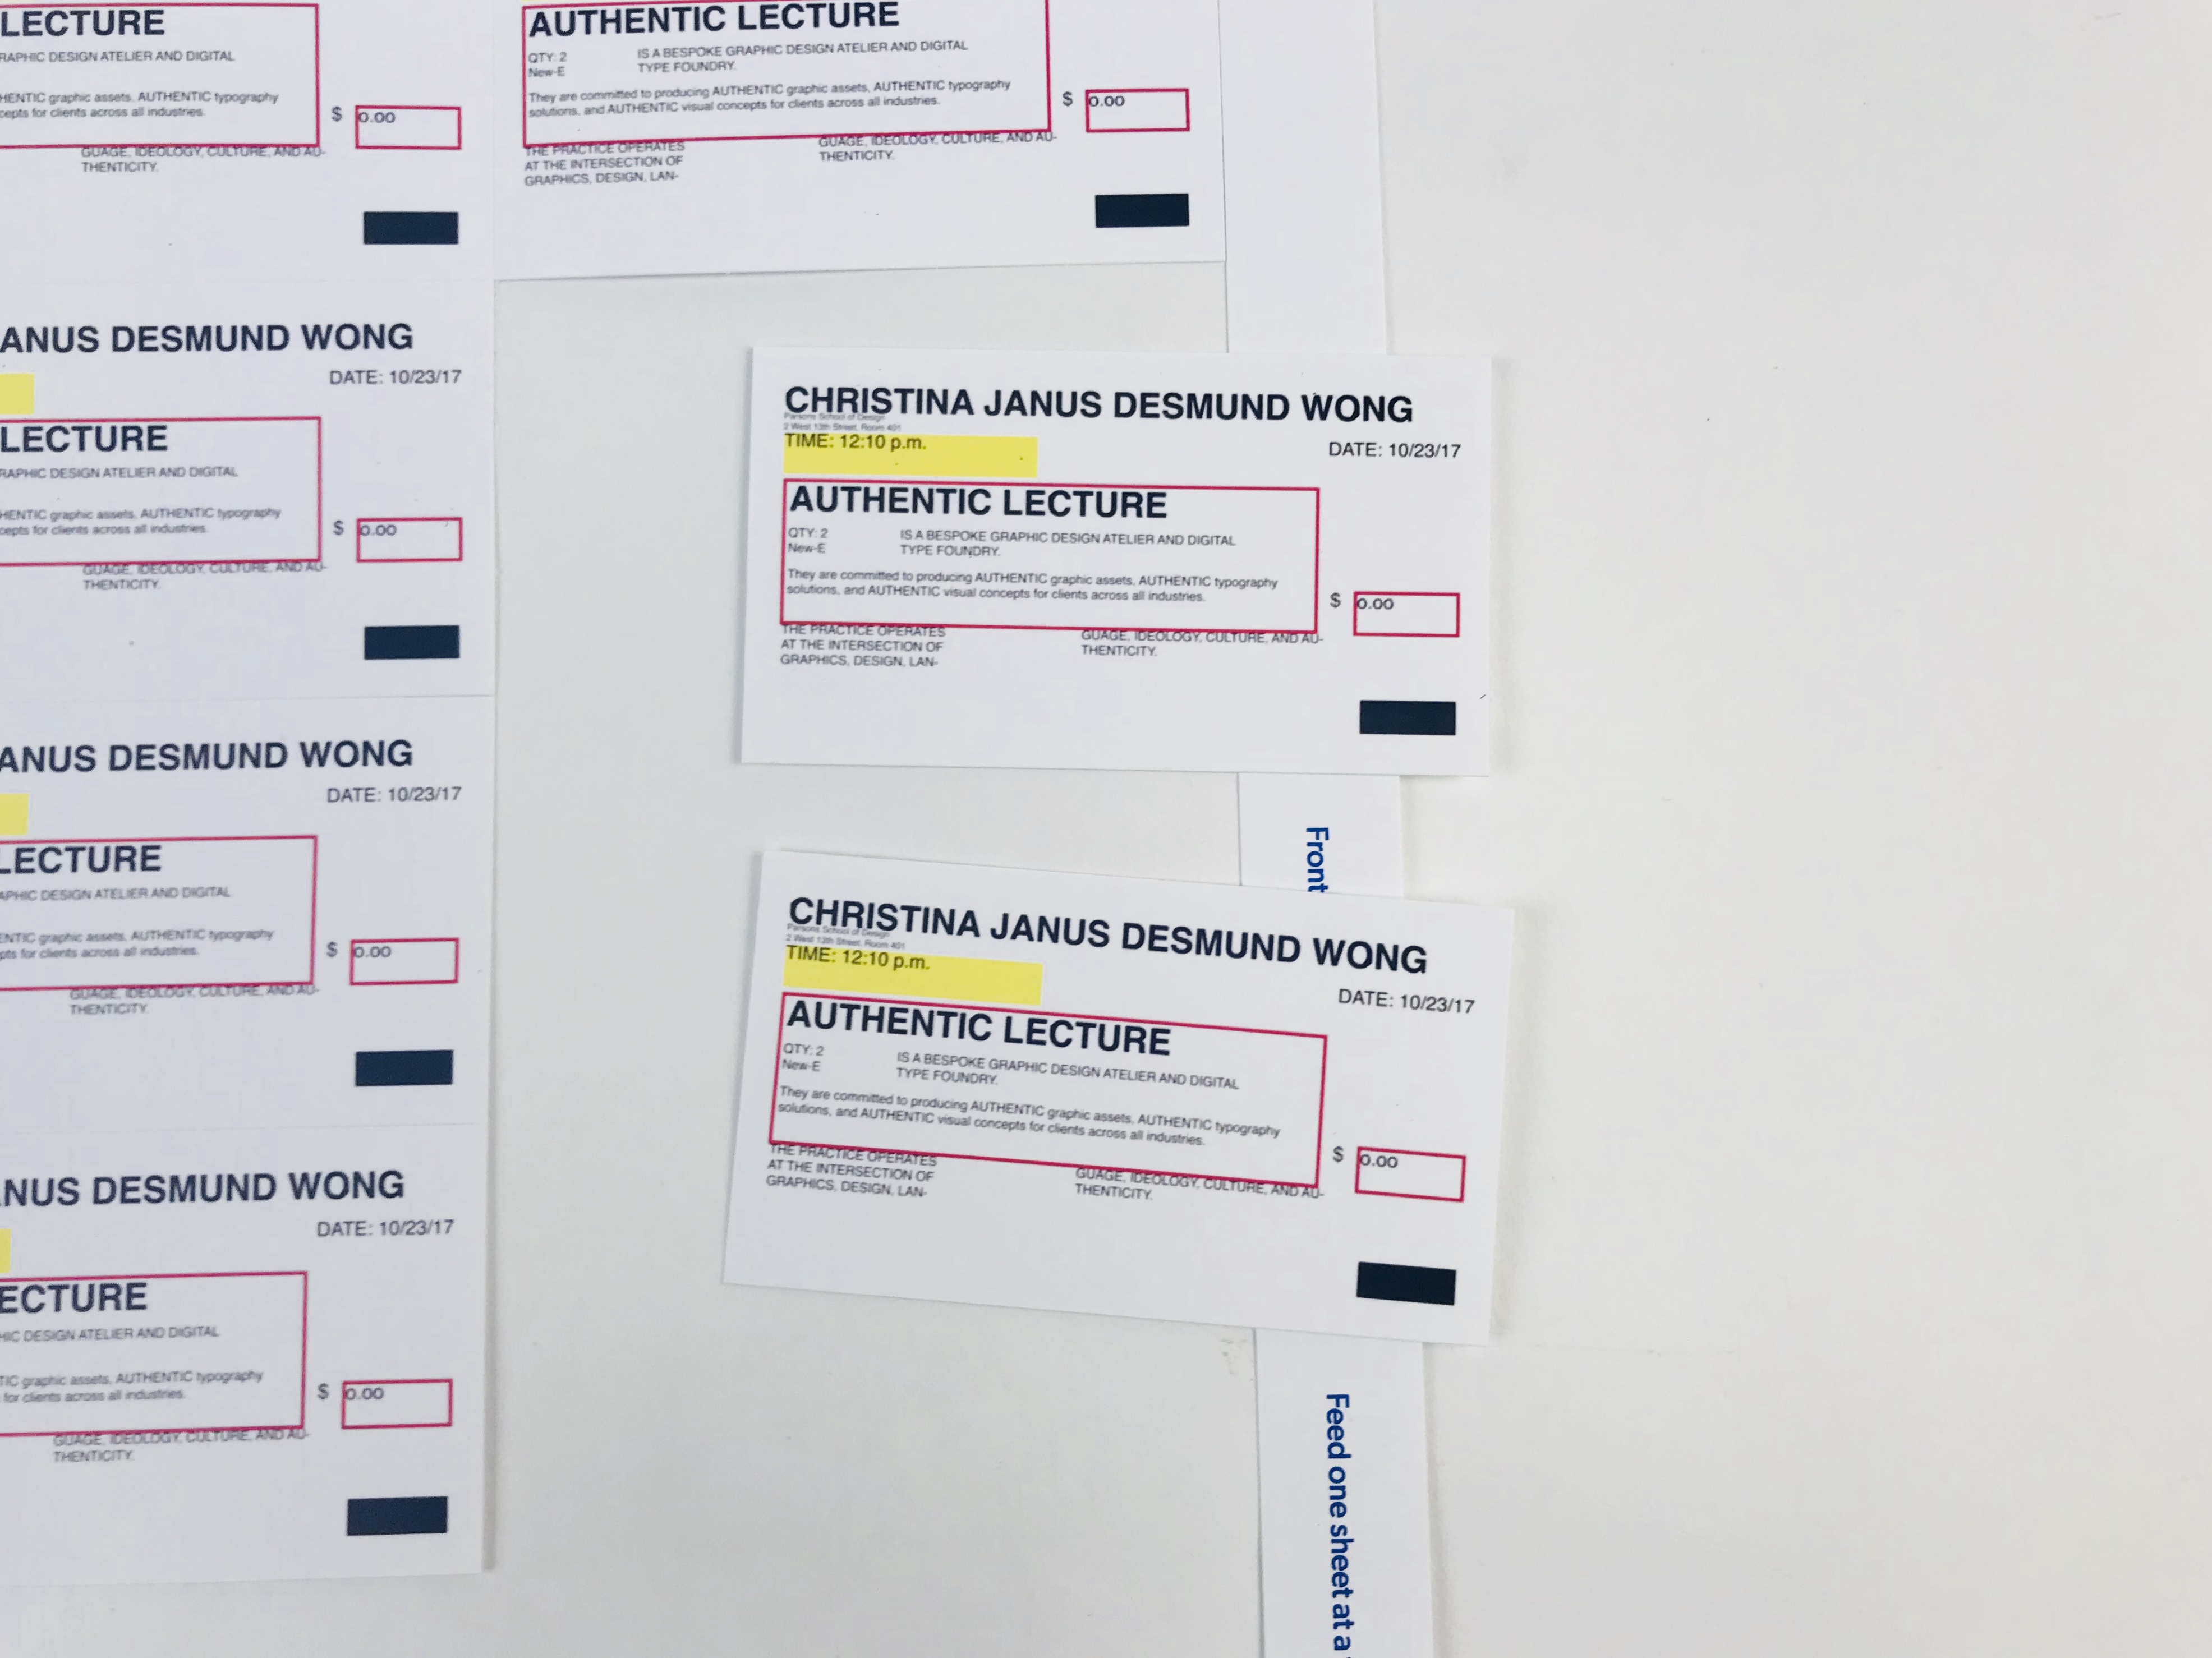 LECTURE
RAPHIC DESIGN ATELIER AND DIGITAL
HENTIC graphic assets, AUTHENTIC typography
cepts for clients across all industries.
$ 0.00
GUAGE, IDEOLOGY, CULTURE, AND AU-
THENTICITY.
AUTHENTIC LECTURE
QTY: 2
New-E
IS A BESPOKE GRAPHIC DESIGN ATELIER AND DIGITAL
TYPE FOUNDRY.
They are committed to producing AUTHENTIC graphic assets, AUTHENTIC typography
solutions, and AUTHENTIC visual concepts for clients across all industries.
$ 0.00
THE PRACTICE OPERATES
AT THE INTERSECTION OF
GRAPHICS, DESIGN, LAN-
GUAGE, IDEOLOGY, CULTURE, AND AU-
THENTICITY.
ANUS DESMUND WONG
DATE: 10/23/17
LECTURE
RAPHIC DESIGN ATELIER AND DIGITAL
HENTIC graphic assets, AUTHENTIC typography
cepts for clients across all industries.
$ 0.00
GUAGE, IDEOLOGY, CULTURE, AND AU-
THENTICITY.
CHRISTINA JANUS DESMUND WONG
Parsons School of Design
2 West 13th Street, Room 401
TIME: 12:10 p.m.
DATE: 10/23/17
AUTHENTIC LECTURE
QTY: 2
New-E
IS A BESPOKE GRAPHIC DESIGN ATELIER AND DIGITAL
TYPE FOUNDRY.
They are committed to producing AUTHENTIC graphic assets, AUTHENTIC typography
solutions, and AUTHENTIC visual concepts for clients across all industries.
$ 0.00
THE PRACTICE OPERATES
AT THE INTERSECTION OF
GRAPHICS, DESIGN, LAN-
GUAGE, IDEOLOGY, CULTURE, AND AU-
THENTICITY.
ANUS DESMUND WONG
DATE: 10/23/17
LECTURE
APHIC DESIGN ATELIER AND DIGITAL
ENTIC graphic assets, AUTHENTIC typography
pts for clients across all industries.
$ 0.00
GUAGE, IDEOLOGY, CULTURE, AND AU-
THENTICITY.
Front
CHRISTINA JANUS DESMUND WONG
Parsons School of Design
2 West 13th Street, Room 401
TIME: 12:10 p.m.
DATE: 10/23/17
AUTHENTIC LECTURE
QTY: 2
New-E
IS A BESPOKE GRAPHIC DESIGN ATELIER AND DIGITAL
TYPE FOUNDRY.
They are committed to producing AUTHENTIC graphic assets, AUTHENTIC typography
solutions, and AUTHENTIC visual concepts for clients across all industries.
$ 0.00
THE PRACTICE OPERATES
AT THE INTERSECTION OF
GRAPHICS, DESIGN, LAN-
GUAGE, IDEOLOGY, CULTURE, AND AU-
THENTICITY.
NUS DESMUND WONG
DATE: 10/23/17
ECTURE
HIC DESIGN ATELIER AND DIGITAL
TIC graphic assets, AUTHENTIC typography
for clients across all industries.
$ 0.00
GUAGE, IDEOLOGY, CULTURE, AND AU-
THENTICITY.
Feed one sheet at a